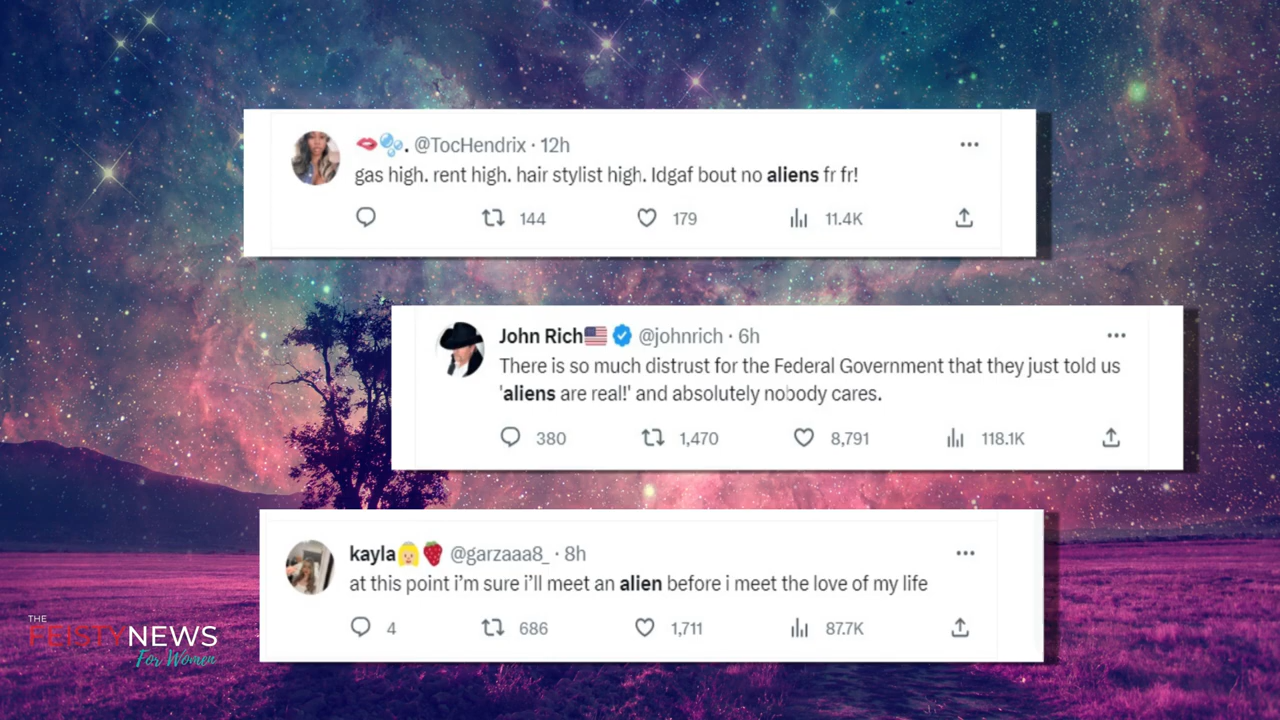 🫦🫧. @TocHendrix · 12h
gas high. rent high. hair stylist high. Idgaf bout no aliens fr fr!
144 179 11.4K
John Rich🇺🇸 @johnrich · 6h
There is so much distrust for the Federal Government that they just told us
'aliens are real!' and absolutely nobody cares.
380 1,470 8,791 118.1K
kayla👱🏼‍♀️🍓 @garzaaa8_ · 8h
at this point i'm sure i'll meet an alien before i meet the love of my life
4 686 1,711 87.7K
THE
FEISTYNEWS
For Women